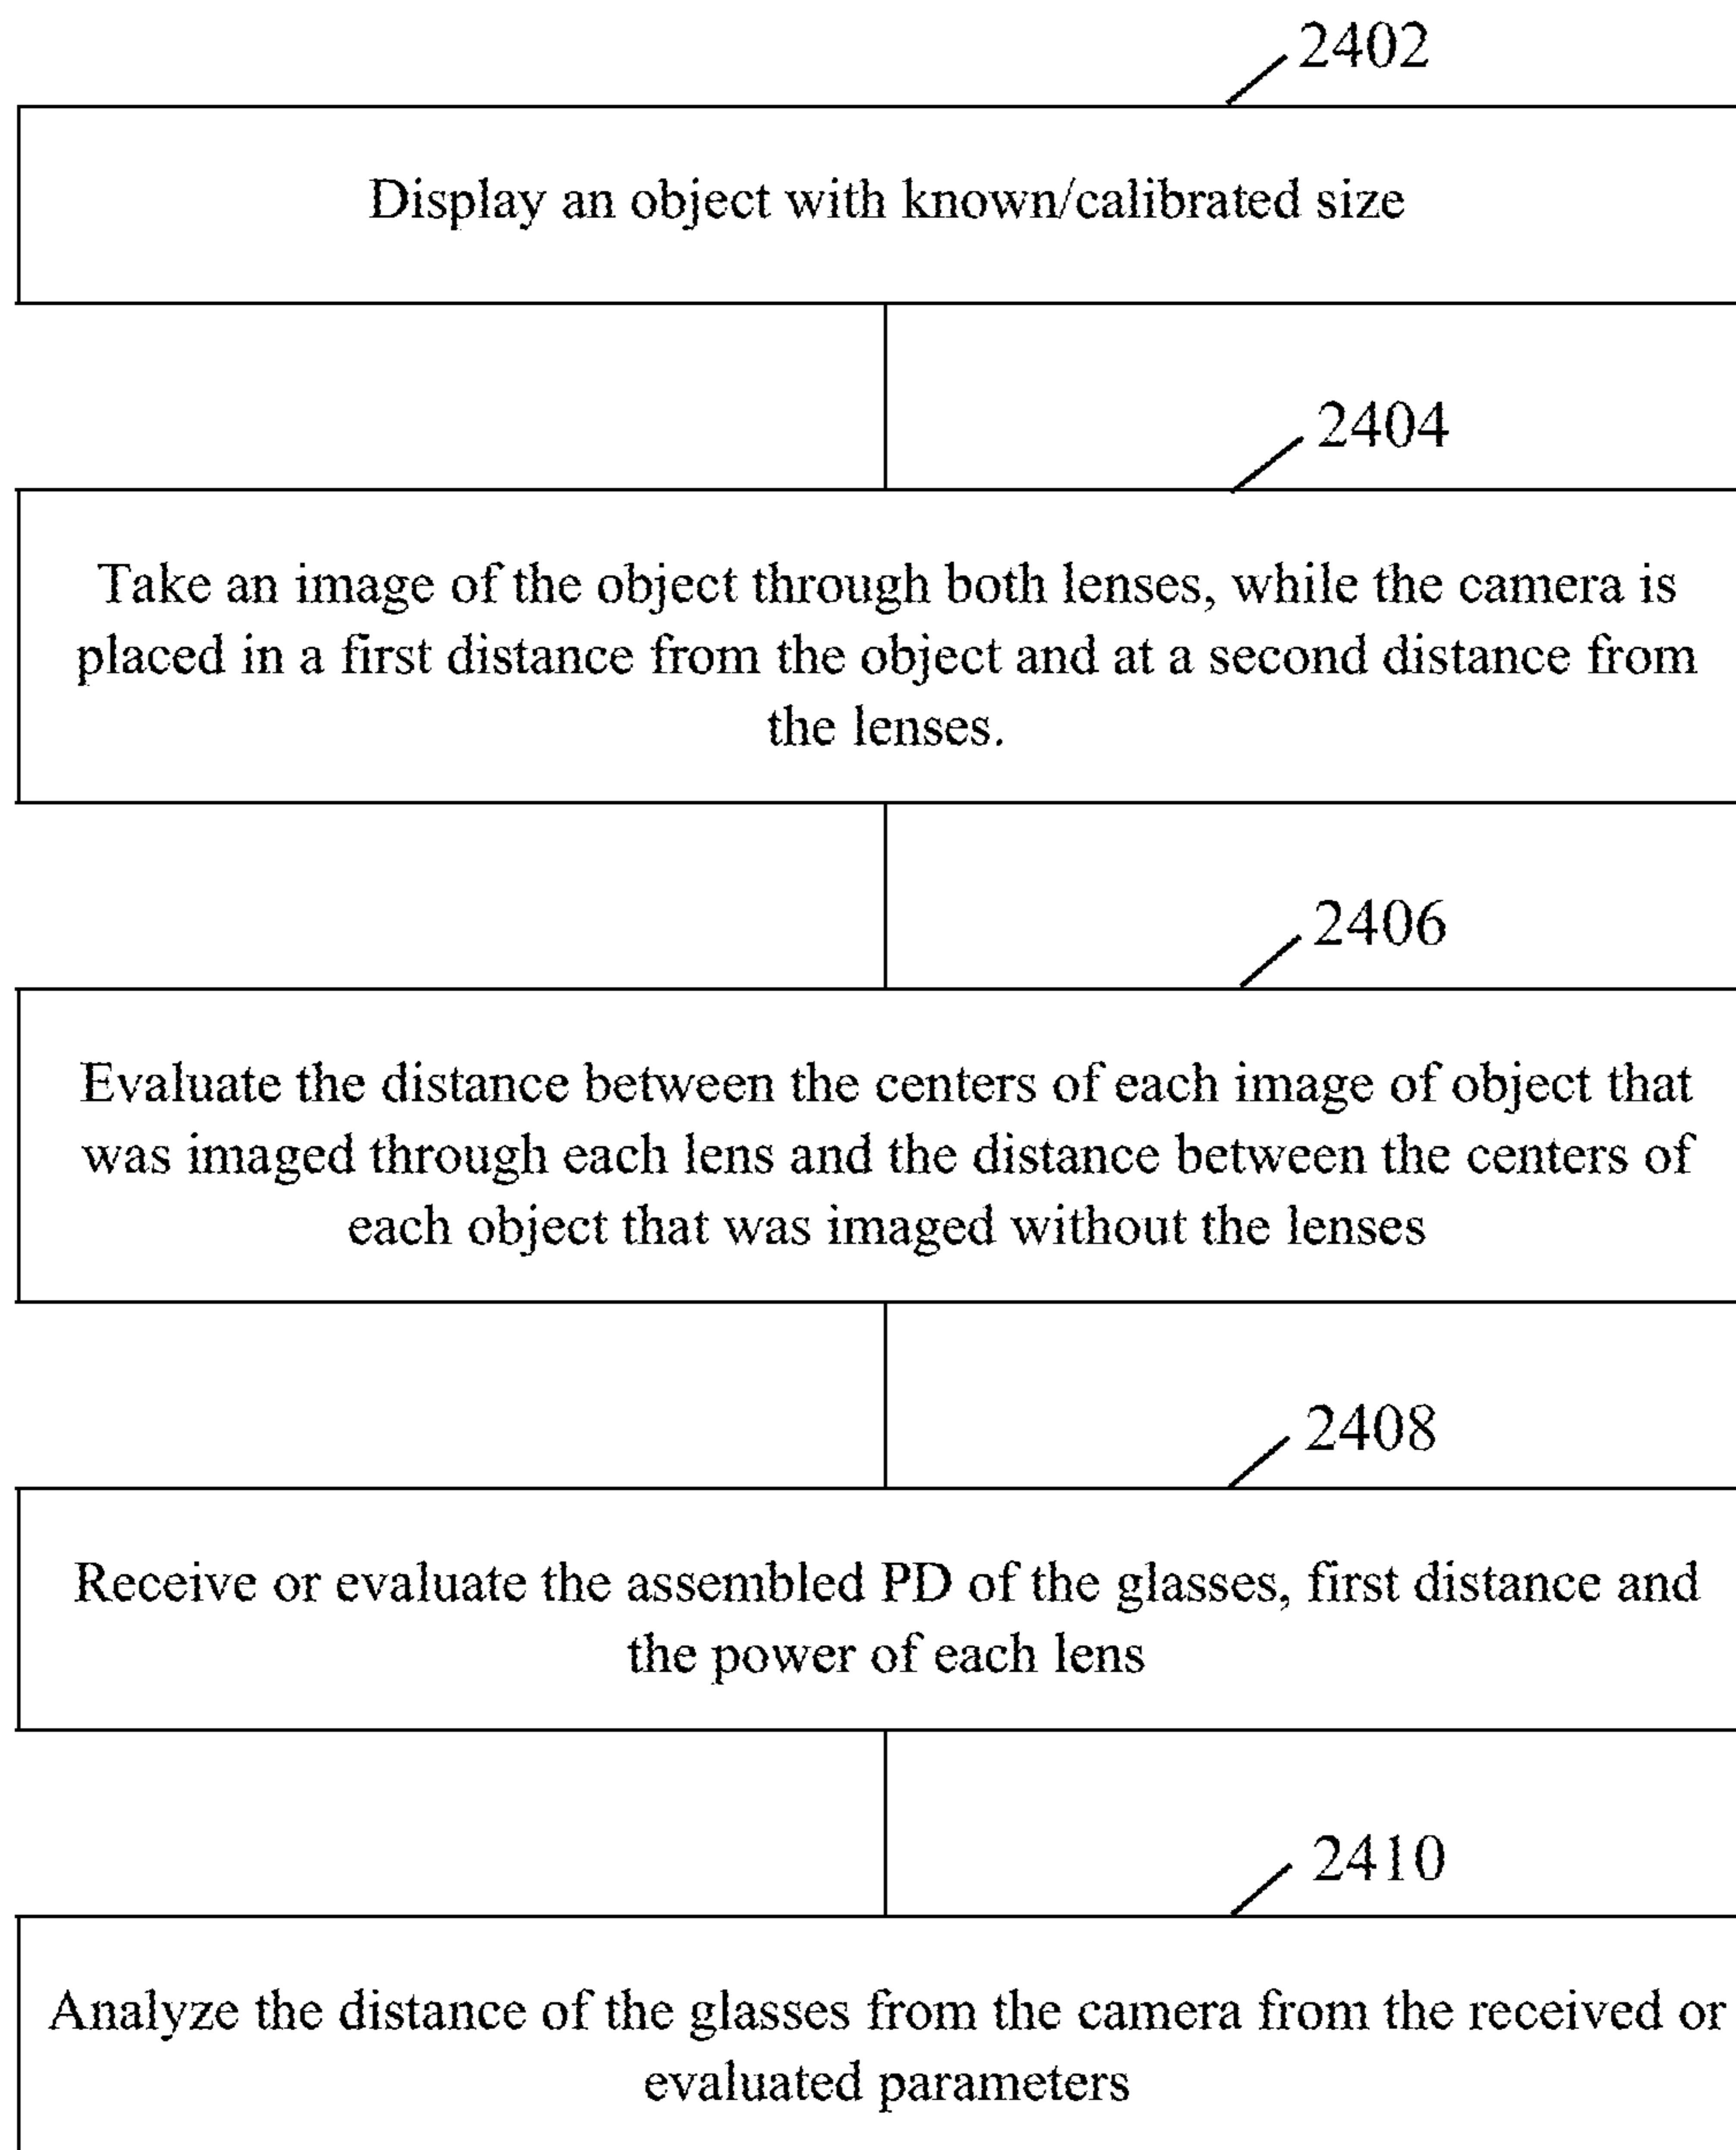 2402
Display an object with known/calibrated size
2404
Take an image of the object through both lenses, while the camera is
placed in a first distance from the object and at a second distance from
the lenses.
2406
Evaluate the distance between the centers of each image of object that
was imaged through each lens and the distance between the centers of
each object that was imaged without the lenses
2408
Receive or evaluate the assembled PD of the glasses, first distance and
the power of each lens
2410
Analyze the distance of the glasses from the camera from the received or
evaluated parameters